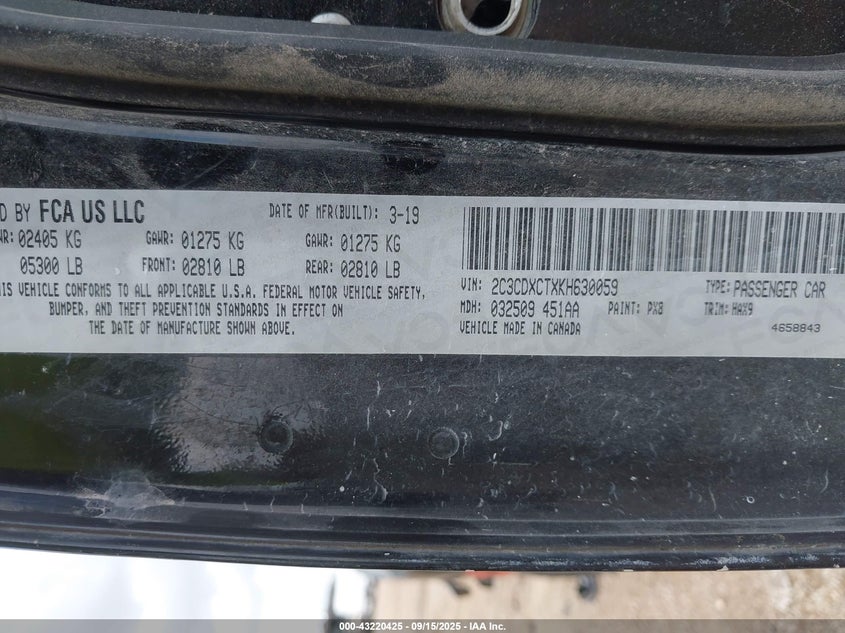 D BY FCA US LLC DATE OF MFR(BUILT): 3-19
WR: 02405 KG GAWR: 01275 KG GAWR: 01275 KG
05300 LB FRONT: 02810 LB REAR: 02810 LB
HIS VEHICLE CONFORMS TO ALL APPLICABLE U.S.A. FEDERAL MOTOR VEHICLE SAFETY,
BUMPER, AND THEFT PREVENTION STANDARDS IN EFFECT ON
THE DATE OF MANUFACTURE SHOWN ABOVE.
VIN: 2C3CDXCTXKH630059 TYPE: PASSENGER CAR
MDH: 032509 451AA PAINT: PX8 TRIM: HAX9
VEHICLE MADE IN CANADA 4658843
000-43220425 - 09/15/2025 - IAA Inc.